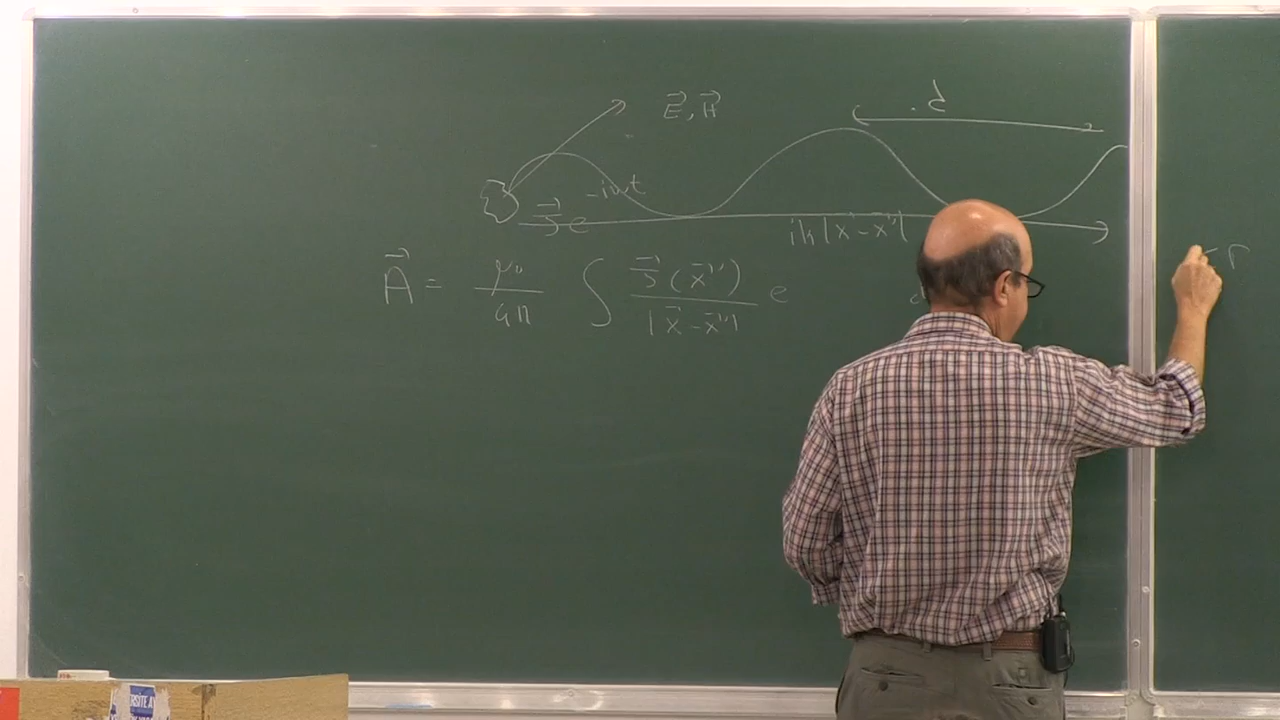 λ
E⃗, H⃗
J⃗ e^{-iωt}
A⃗ = μ₀/4π ∫ J⃗(x⃗')/|x⃗-x⃗'| e^{ik|x⃗-x⃗'|}
r